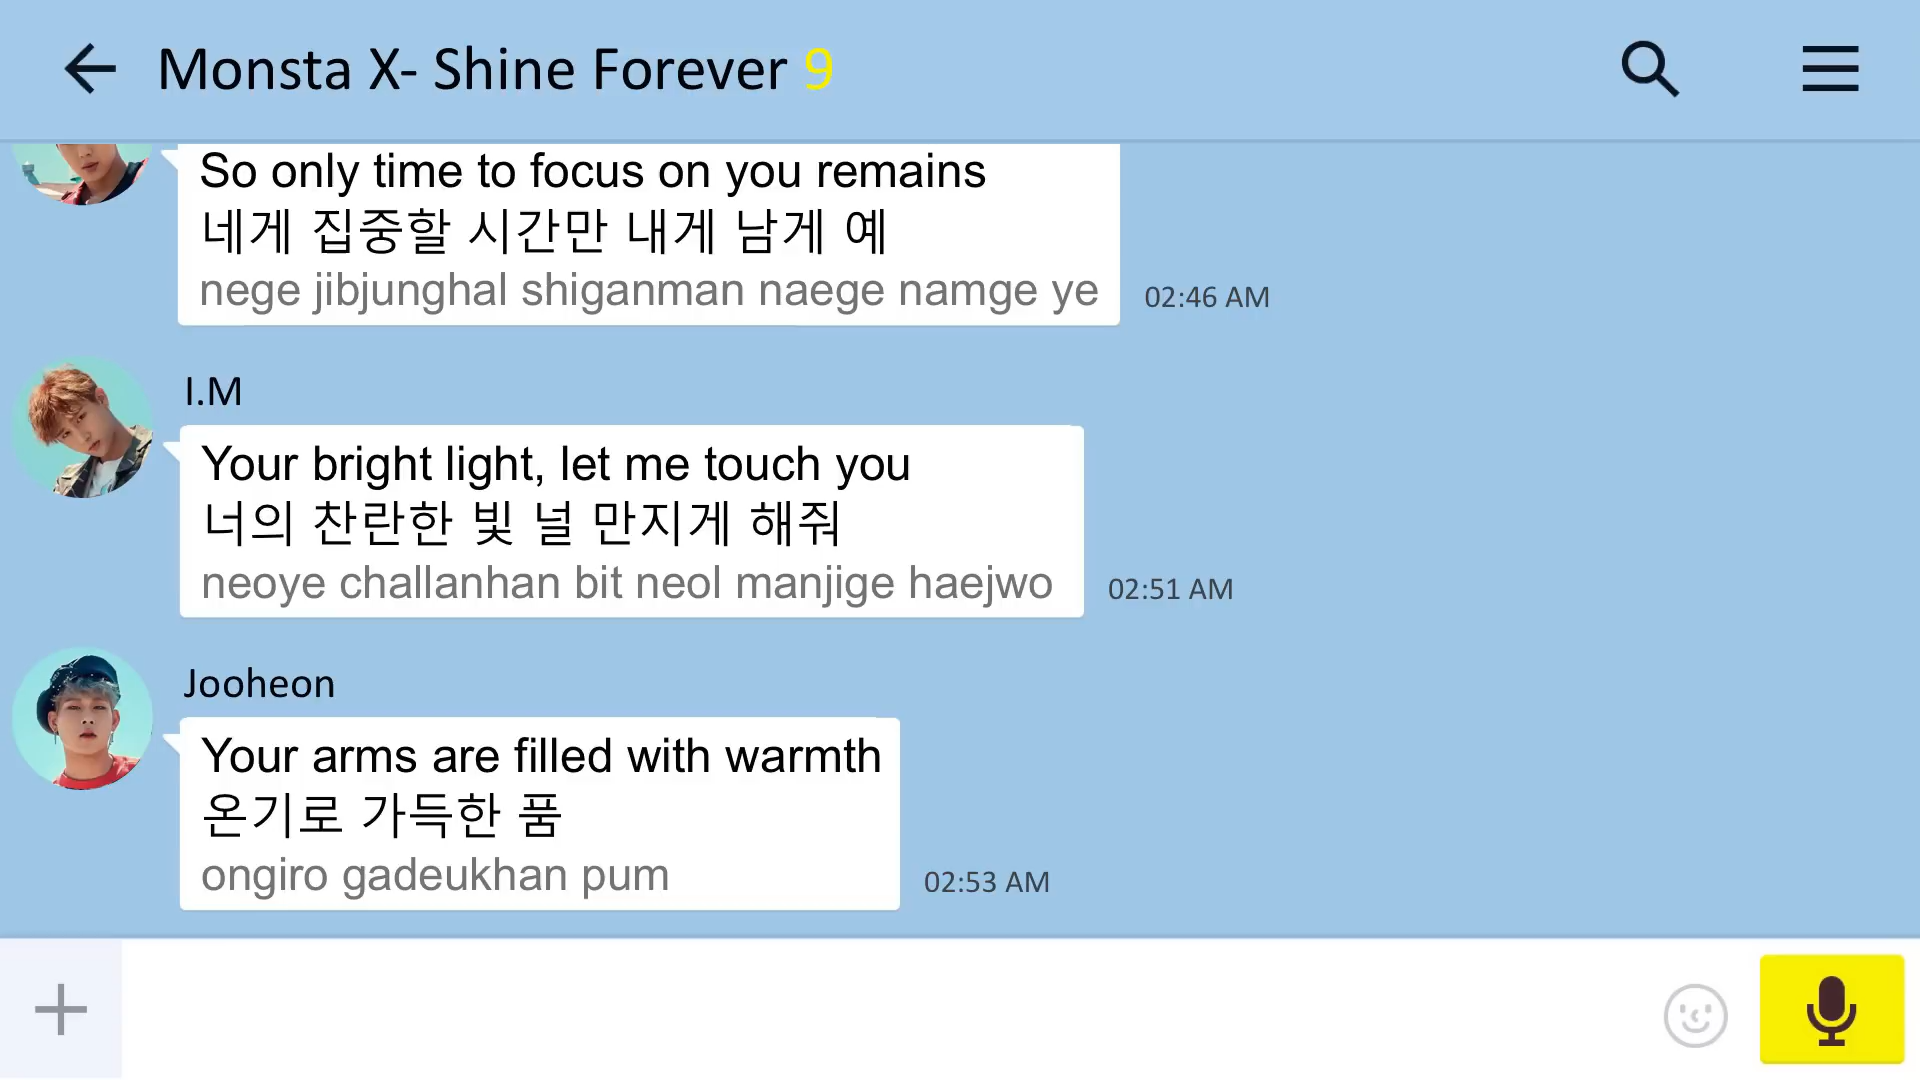 Monsta X- Shine Forever 9
So only time to focus on you remains
네게 집중할 시간만 내게 남게 예
nege jibjunghal shiganman naege namge ye
02:46 AM
I.M
Your bright light, let me touch you
너의 찬란한 빛 널 만지게 해줘
neoye challanhan bit neol manjige haejwo
02:51 AM
Jooheon
Your arms are filled with warmth
온기로 가득한 품
ongiro gadeukhan pum
02:53 AM